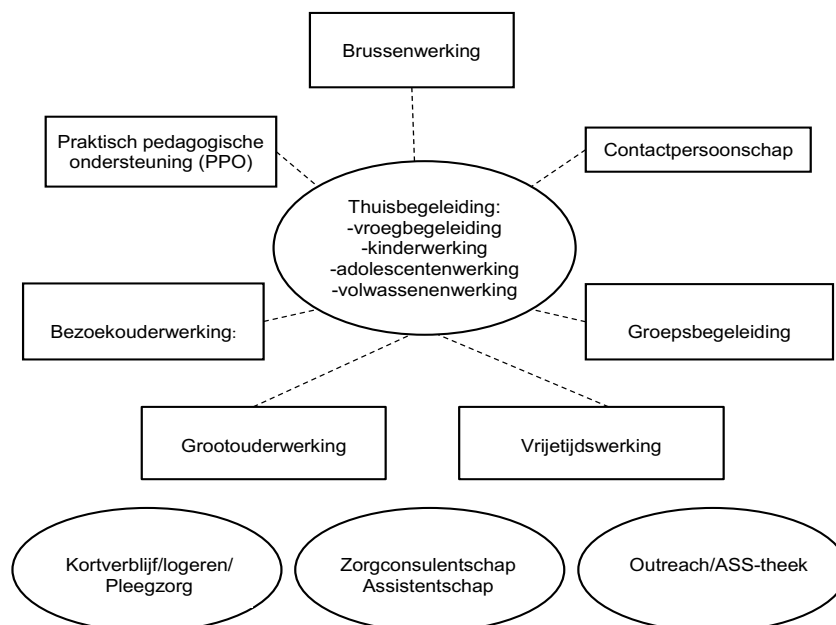 Brussenwerking
Praktisch pedagogische
ondersteuning (PPO)
Contactpersoonschap
Thuisbegeleiding:
-vroegbegeleiding
-kinderwerking
-adolescentenwerking
-volwassenenwerking
Bezoekouderwerking:
Groepsbegeleiding
Grootouderwerking
Vrijetijdswerking
Kortverblijf/logeren/
Pleegzorg
Zorgconsulentschap
Assistentschap
Outreach/ASS-theek